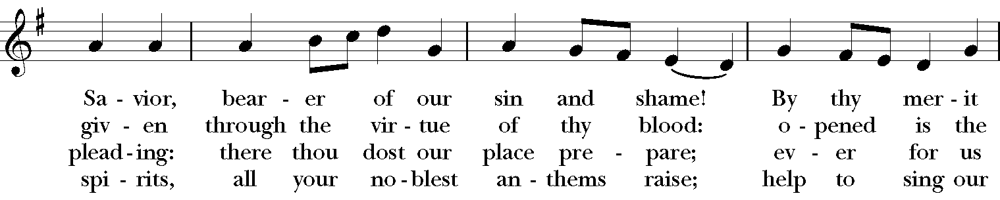 Sa - vior, bear - er of our sin and shame! By thy mer - it
giv - en through the vir - tue of thy blood: o - pened is the
plead - ing: there thou dost our place pre - pare; ev - er for us
spi - rits, all your no - blest an - thems raise; help to sing our